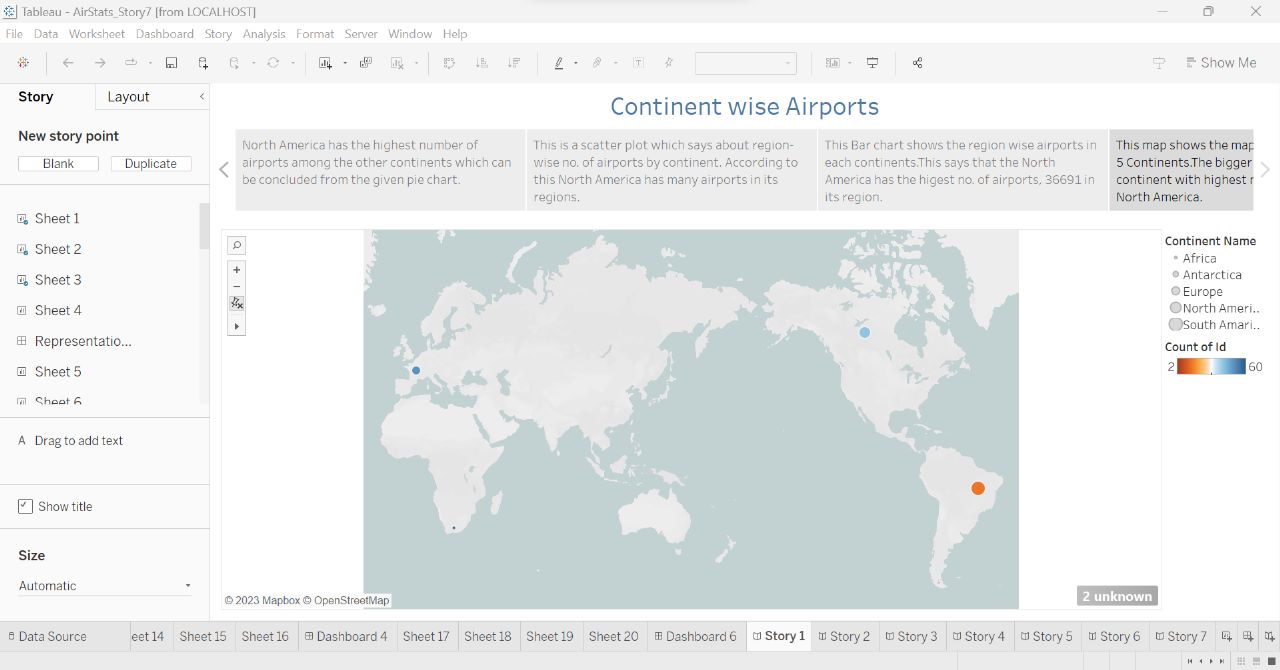 Tableau - AirStats_Story7 [from LOCALHOST]
File Data Worksheet Dashboard Story Analysis Format Server Window Help
Show Me
Story Layout
New story point
Blank Duplicate
Sheet 1
Sheet 2
Sheet 3
Sheet 4
Representatio...
Sheet 5
Sheet 6
A Drag to add text
Show title
Size
Automatic
Continent wise Airports
North America has the highest number of
airports among the other continents which can
be concluded from the given pie chart.
This is a scatter plot which says about region-
wise no. of airports by continent. According to
this North America has many airports in its
regions.
This Bar chart shows the region wise airports in
each continents.This says that the North
America has the higest no. of airports, 36691 in
its region.
This map shows the map
5 Continents.The bigger
continent with highest
North America.
Continent Name
Africa
Antarctica
Europe
North Ameri..
South Amari..
Count of Id
2 60
© 2023 Mapbox © OpenStreetMap
2 unknown
Data Source eet 14 Sheet 15 Sheet 16 Dashboard 4 Sheet 17 Sheet 18 Sheet 19 Sheet 20 Dashboard 6 Story 1 Story 2 Story 3 Story 4 Story 5 Story 6 Story 7